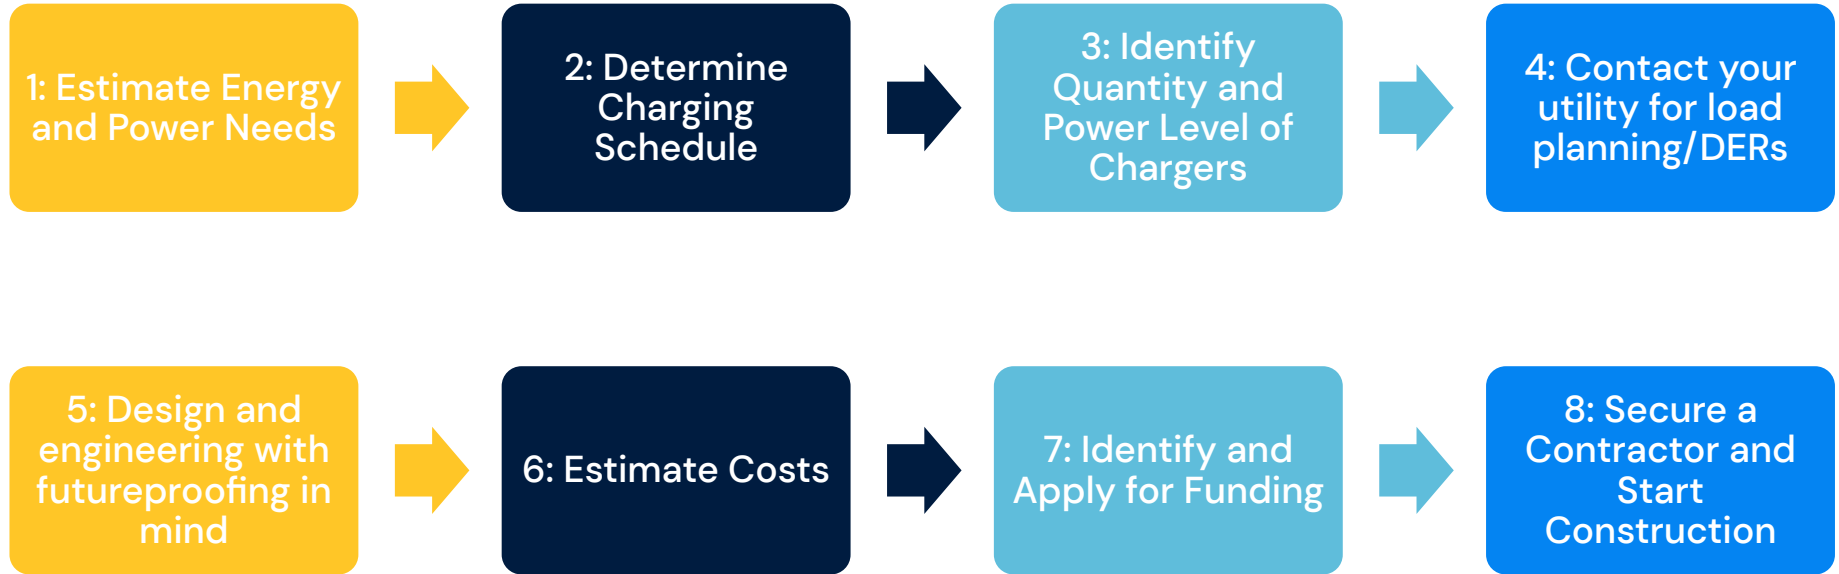 1: Estimate Energy
and Power Needs
2: Determine
Charging
Schedule
3: Identify
Quantity and
Power Level of
Chargers
4: Contact your
utility for load
planning/DERs
5: Design and
engineering with
futureproofing in
mind
6: Estimate Costs
7: Identify and
Apply for Funding
8: Secure a
Contractor and
Start
Construction